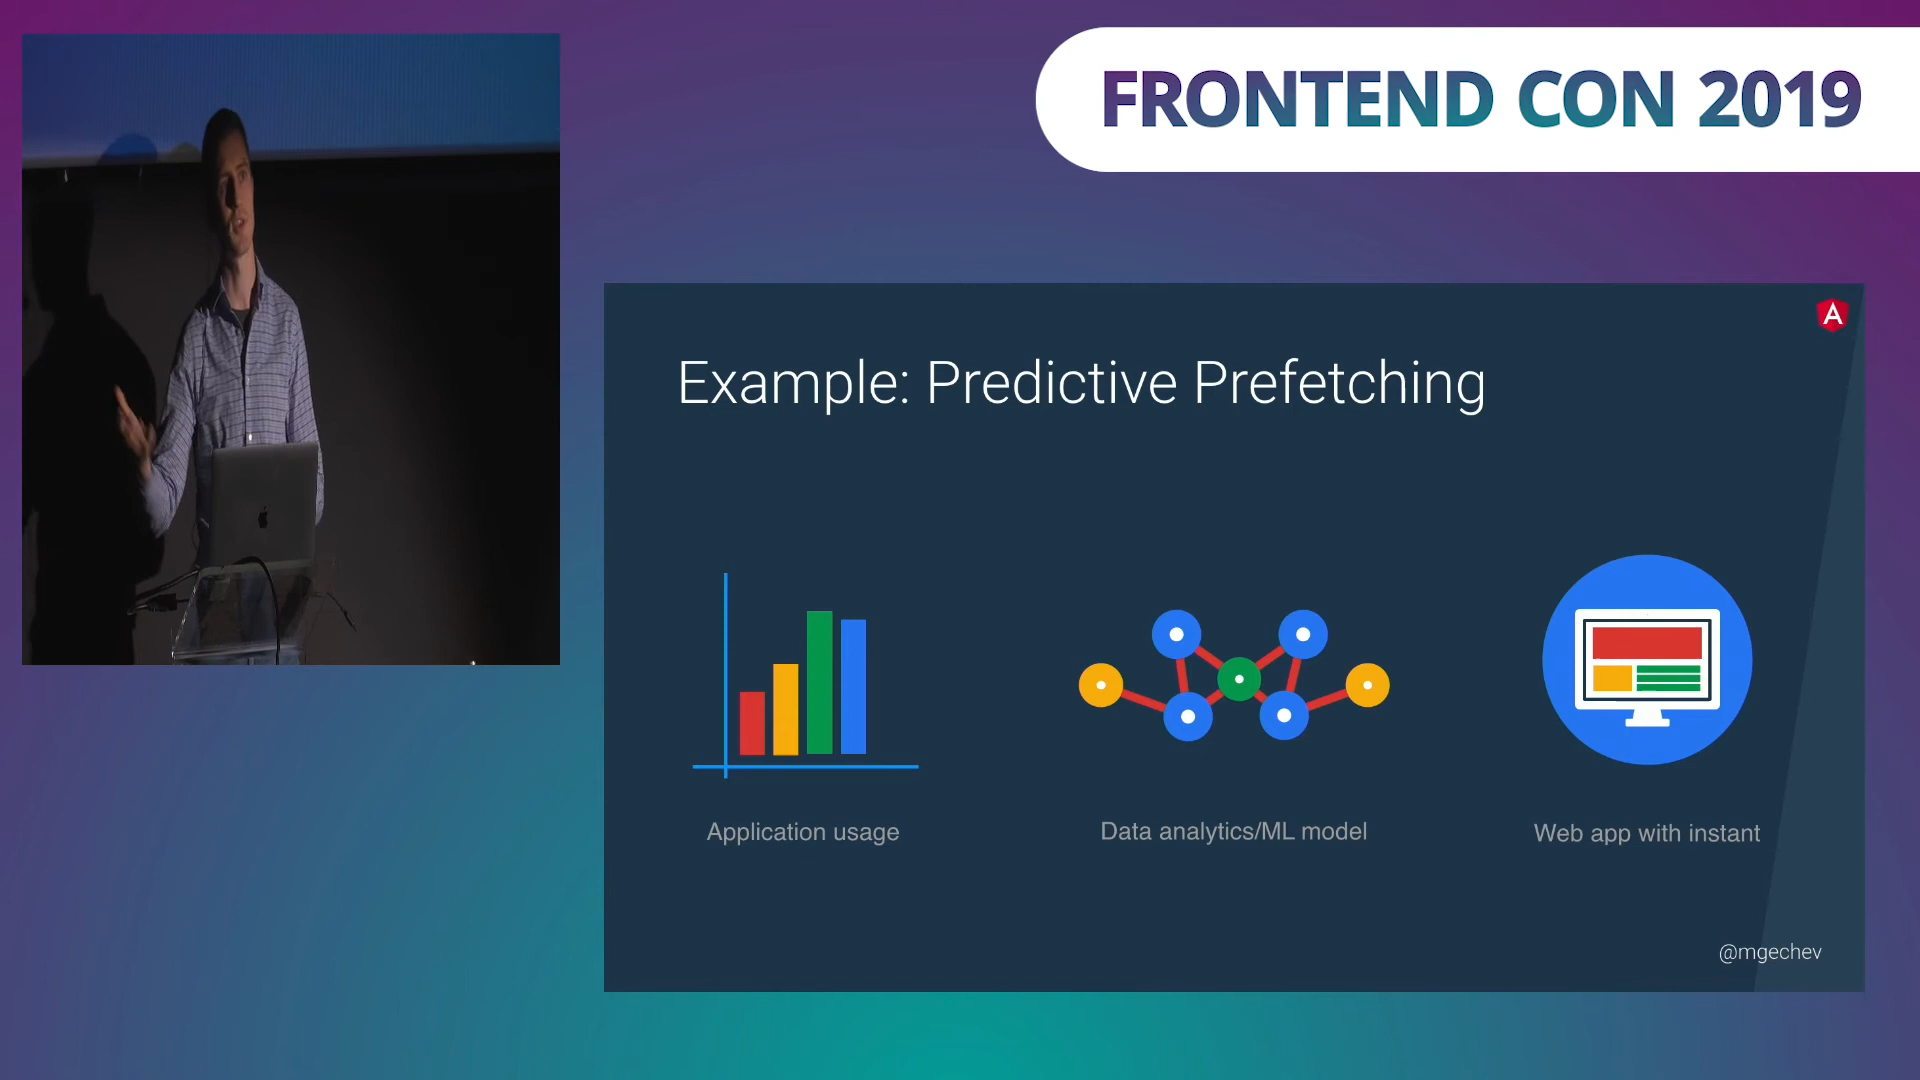 FRONTEND CON 2019
A
Example: Predictive Prefetching
Application usage
Data analytics/ML model
Web app with instant
@mgechev